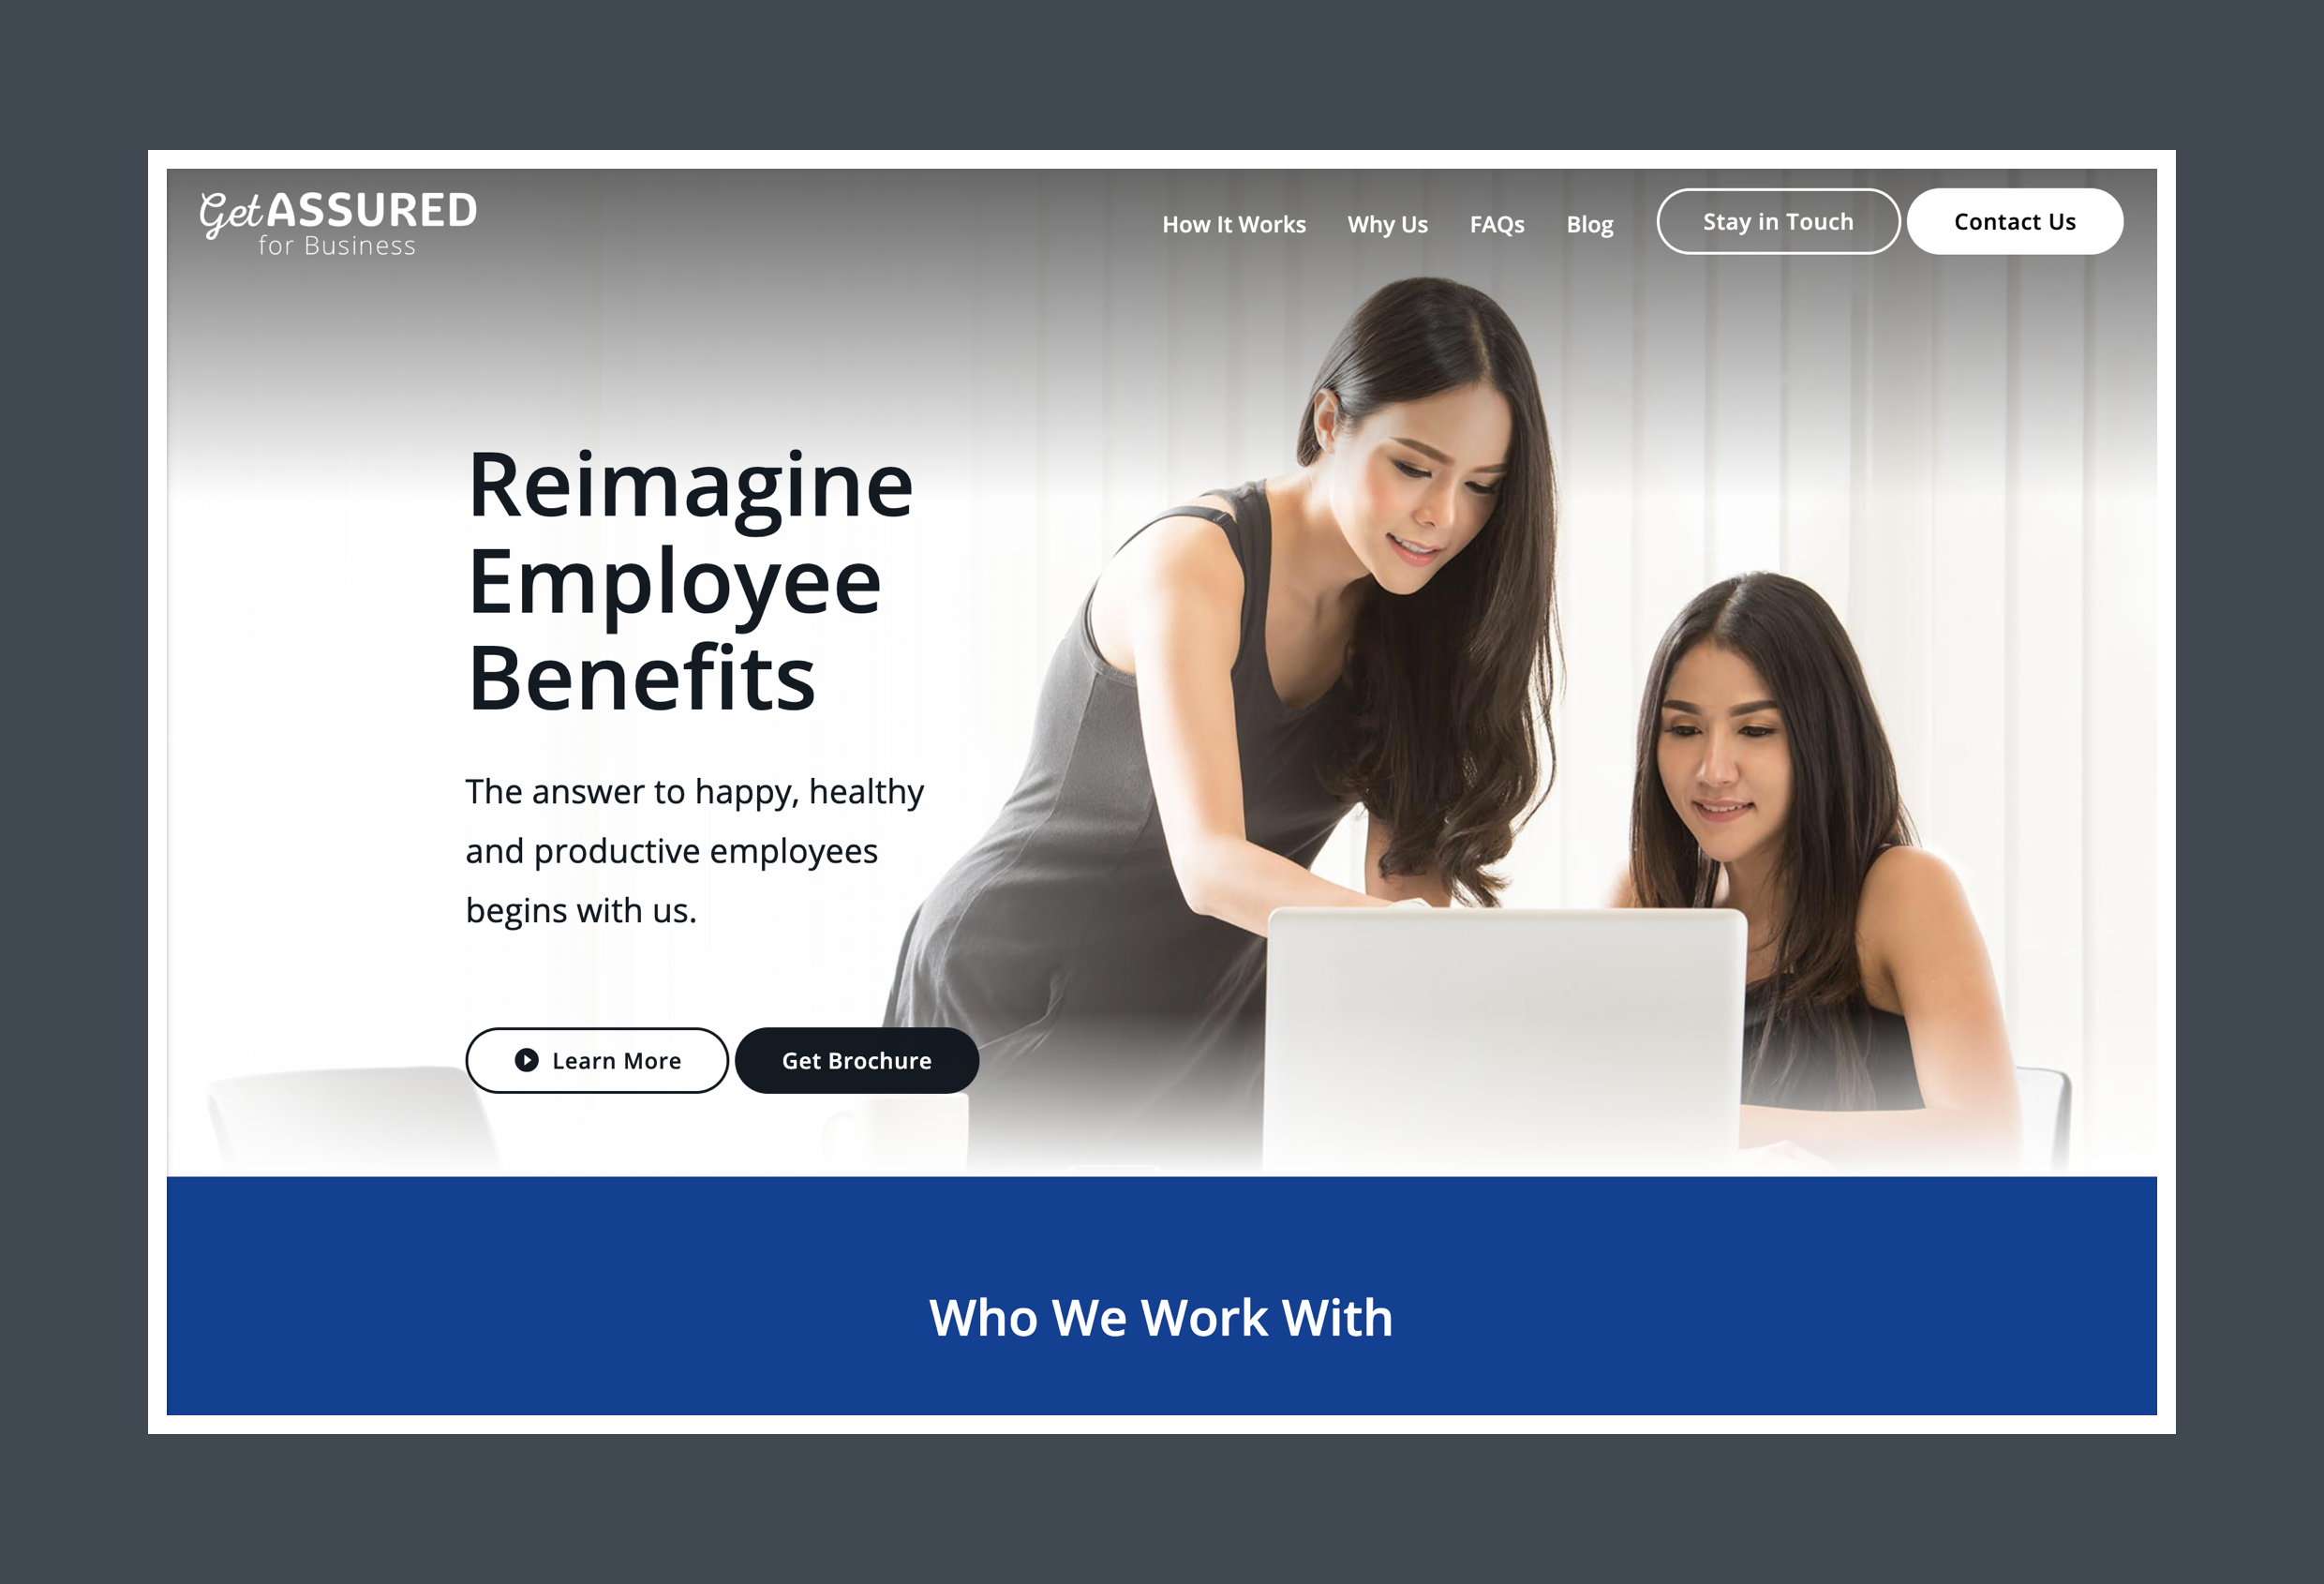 GetASSURED
for Business
How It Works
Why Us
FAQs
Blog
Stay in Touch
Contact Us
Reimagine
Employee
Benefits
The answer to happy, healthy
and productive employees
begins with us.
Learn More
Get Brochure
Who We Work With